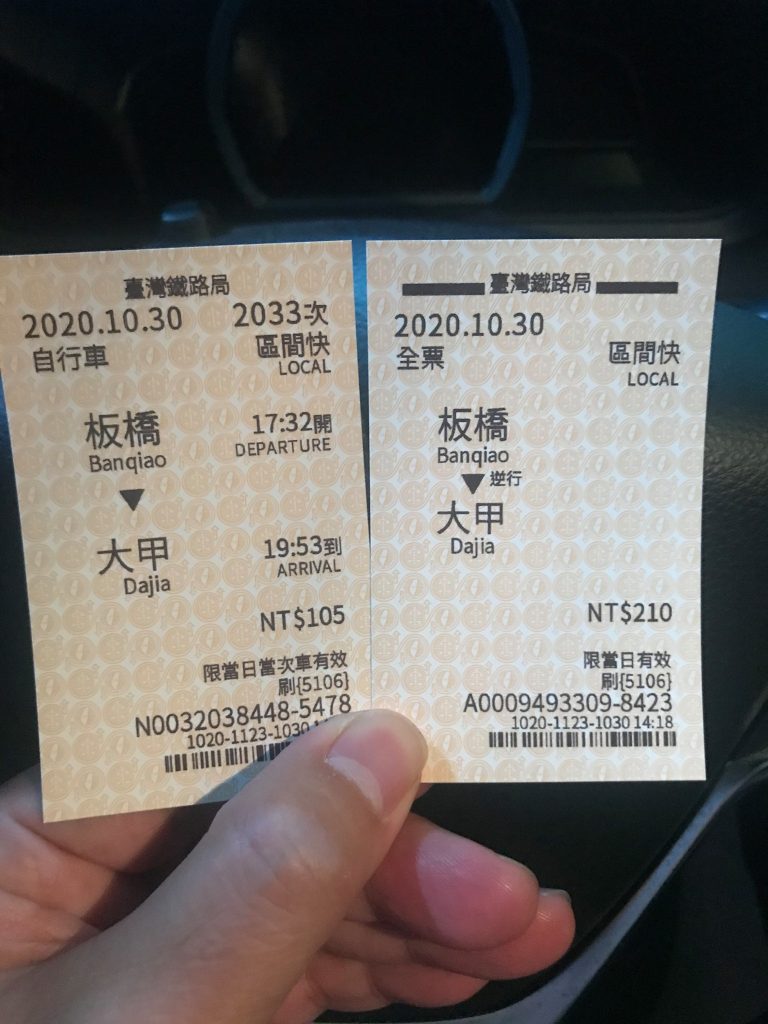 臺灣鐵路局
2020.10.30 2033次
自行車 區間快
LOCAL
板橋 17:32開
Banqiao DEPARTURE
▼
大甲 19:53到
Dajia ARRIVAL
NT$105
限當日當次車有效
刷{5106}
N0032038448-5478
1020-1123-1030
臺灣鐵路局
2020.10.30
全票 區間快
LOCAL
板橋
Banqiao
▼逆行
大甲
Dajia
NT$210
限當日有效
刷{5106}
A0009493309-8423
1020-1123-1030 14:18